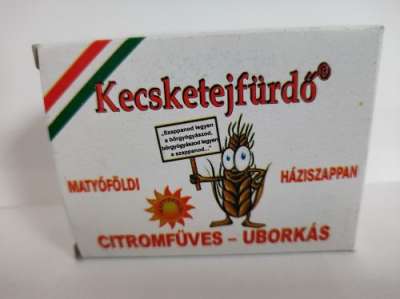 Kecsketejfürdő®
„Szappanod legyen
a bőrgyógyászod,
bőrgyógyászod legyen
a szappanod..."
MATYÓFÖLDI
HÁZISZAPPAN
CITROMFÜVES – UBORKÁS